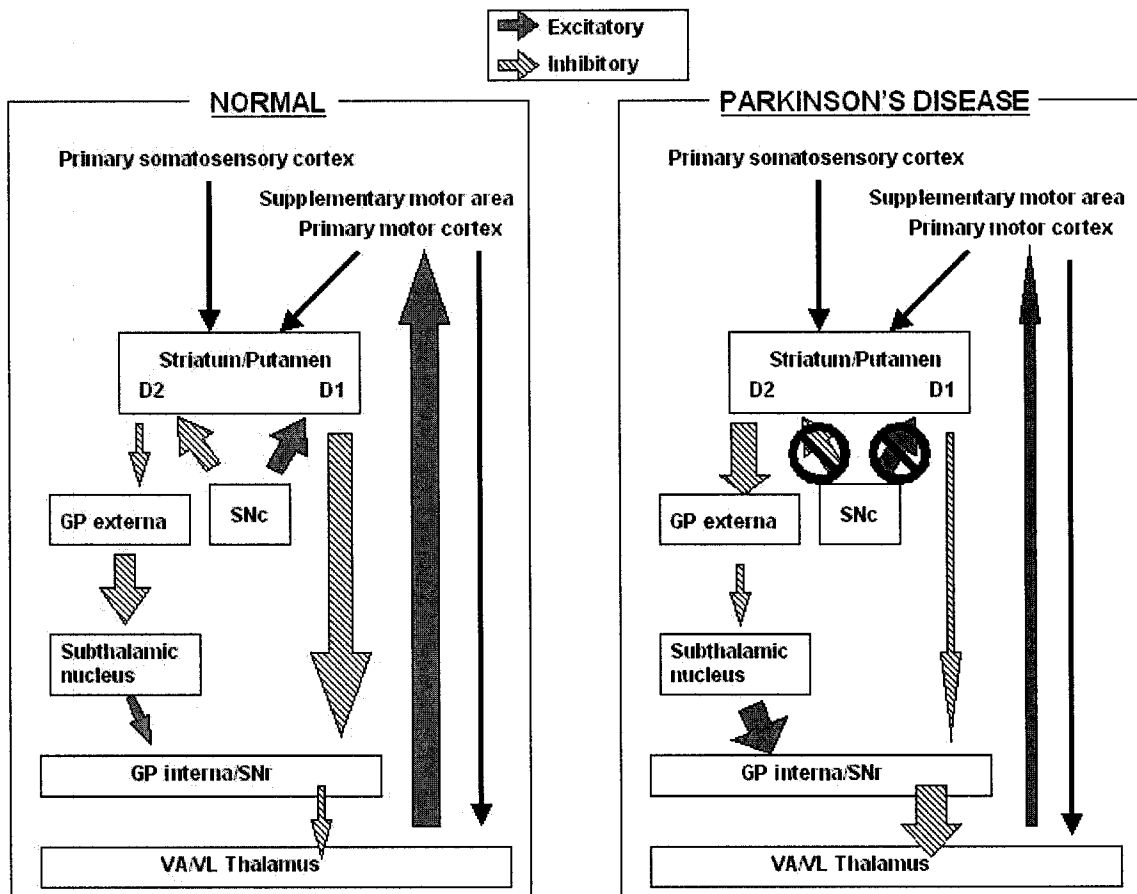 Excitatory
Inhibitory
NORMAL
Primary somatosensory cortex
Supplementary motor area
Primary motor cortex
Striatum/Putamen
D2 D1
GP externa
SNc
Subthalamic
nucleus
GP interna/SNr
VA/VL Thalamus
PARKINSON'S DISEASE
Primary somatosensory cortex
Supplementary motor area
Primary motor cortex
Striatum/Putamen
D2 D1
GP externa
SNc
Subthalamic
nucleus
GP interna/SNr
VA/VL Thalamus